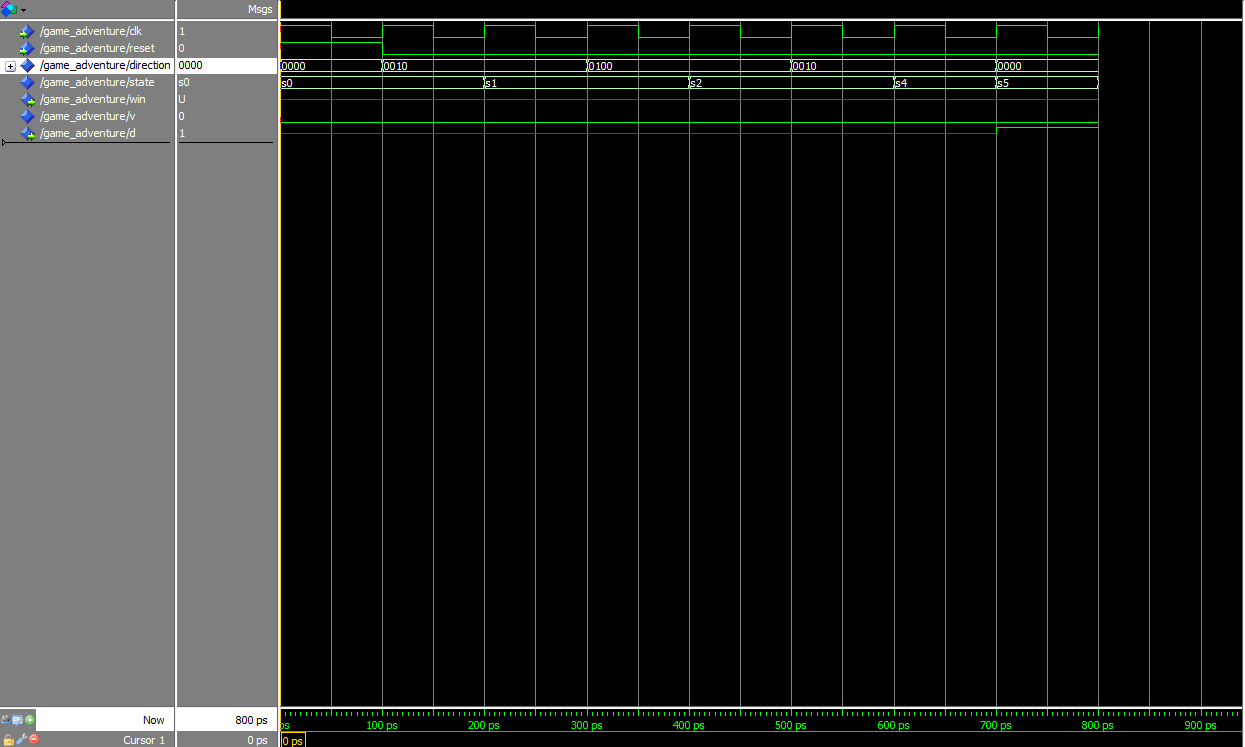 Msgs
/game_adventure/clk 1
/game_adventure/reset 0
/game_adventure/direction 0000 0000 0010 0100 0010 0000
/game_adventure/state s0 s0 s1 s2 s4 s5
/game_adventure/win U
/game_adventure/v 0
/game_adventure/d 1
Now 800 ps ps 100 ps 200 ps 300 ps 400 ps 500 ps 600 ps 700 ps 800 ps 900 ps
Cursor 1 0 ps 0 ps